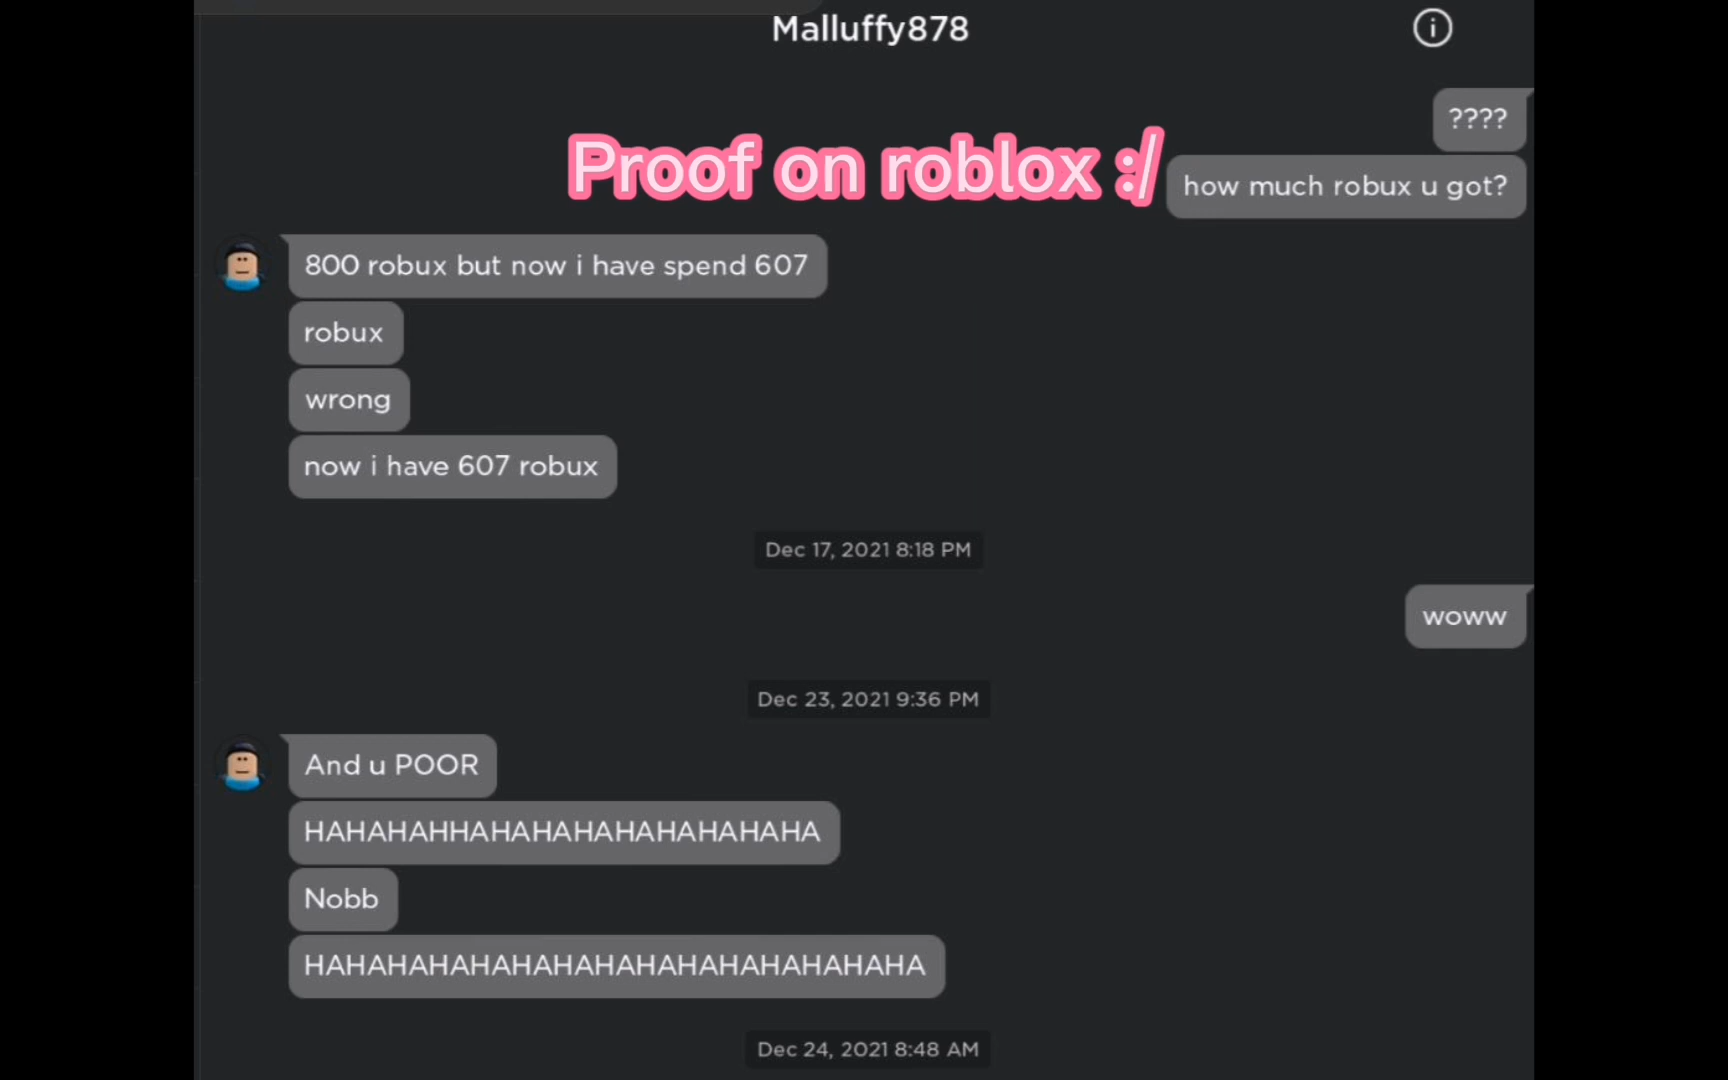 Malluffy878
????
Proof on roblox :/
how much robux u got?
800 robux but now i have spend 607
robux
wrong
now i have 607 robux
Dec 17, 2021 8:18 PM
woww
Dec 23, 2021 9:36 PM
And u POOR
HAHAHAHHAHAHAHAHAHAHAHAHA
Nobb
HAHAHAHAHAHAHAHAHAHAHAHAHAHAHA
Dec 24, 2021 8:48 AM